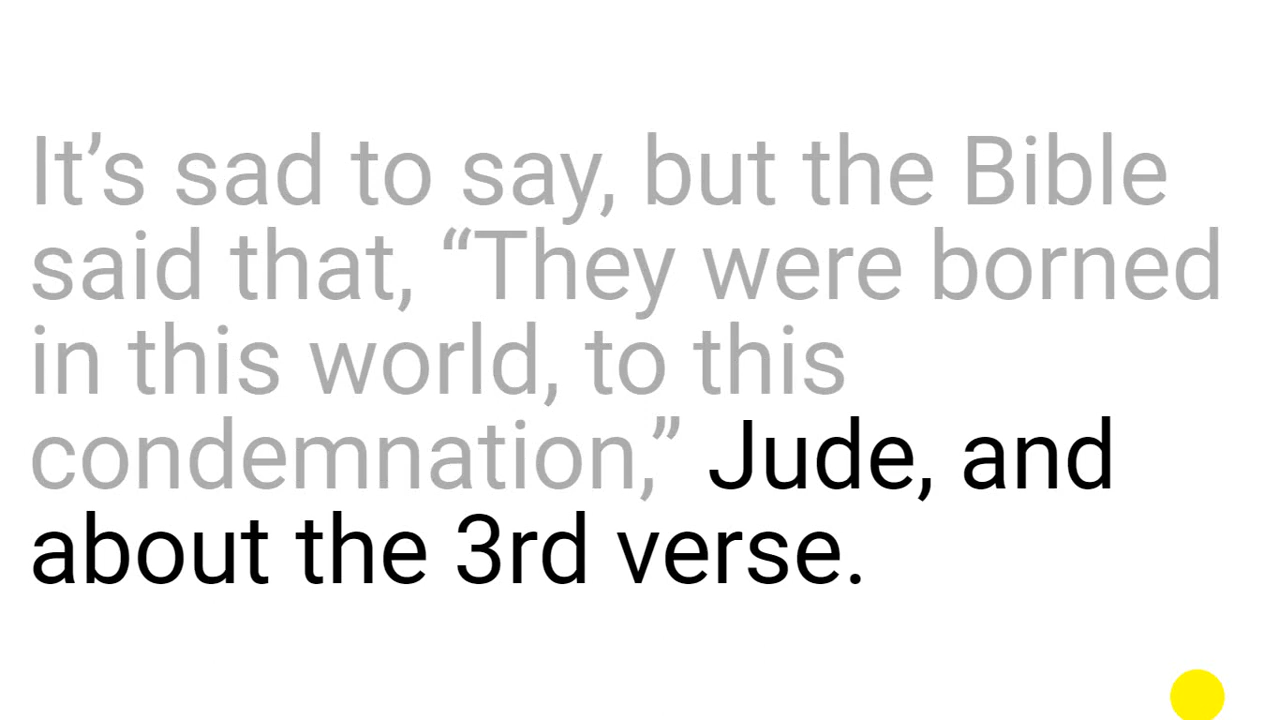 It’s sad to say, but the Bible
said that, “They were borned
in this world, to this
condemnation,” Jude, and
about the 3rd verse.